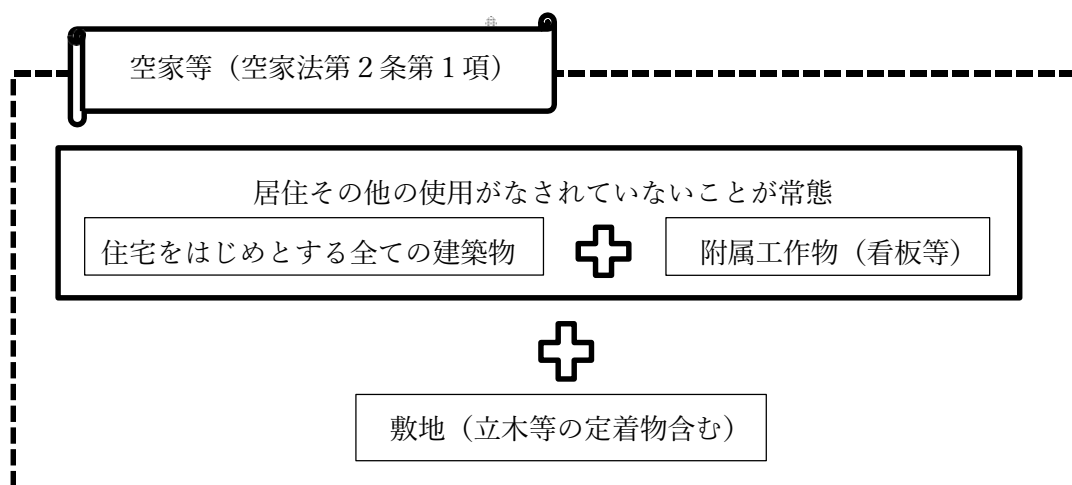 空家等（空家法第２条第１項）
居住その他の使用がなされていないことが常態
住宅をはじめとする全ての建築物
附属工作物（看板等）
敷地（立木等の定着物含む）